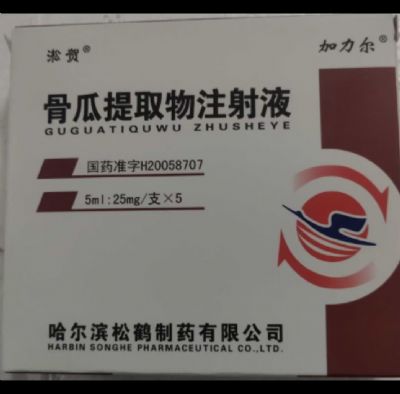 淞贺® 加力尔®
骨瓜提取物注射液
GUGUATIQUWU ZHUSHEYE
国药准字H20058707
5ml:25mg/支×5
哈尔滨松鹤制药有限公司
HARBIN SONGHE PHARMACEUTICAL CO.,LTD.